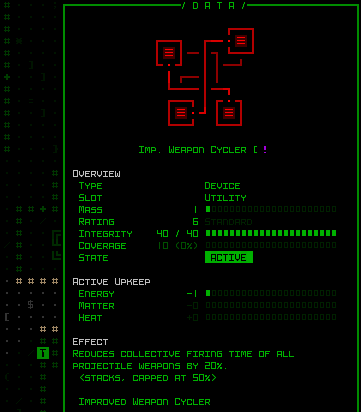 / D A T A /
Imp. Weapon Cycler [ !
Overview
Type Device
Slot Utility
Mass 1
Rating 6 Standard
Integrity 40 / 40
Coverage 10 (0%)
State ACTIVE
Active Upkeep
Energy -1
Matter -0
Heat +0
Effect
Reduces collective firing time of all
projectile weapons by 20%.
<stacks, capped at 50%>
Improved Weapon Cycler